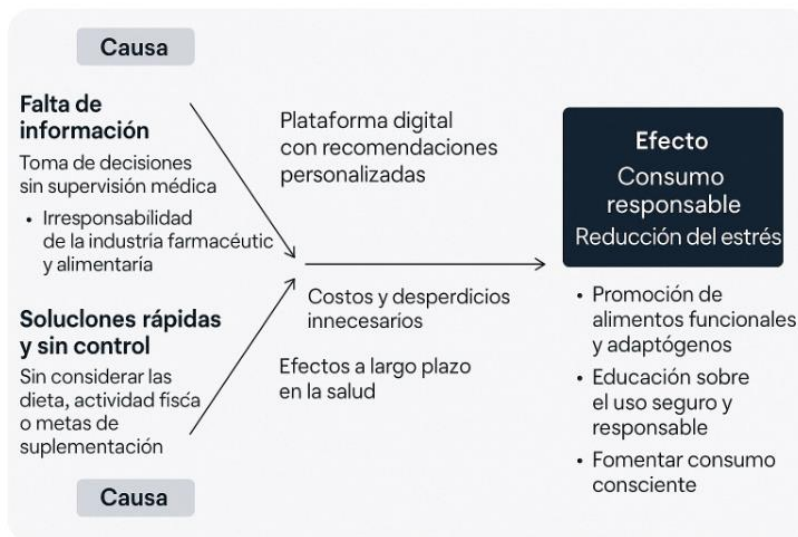 Causa
Falta de
información
Toma de decisiones
sin supervisión médica
• Irresponsabilidad
de la industria farmacéutic
y alimentaría
Soluclones rápidas
y sin control
Sin considerar las
dieta, actividad fisća
o metas de
suplementación
Causa
Plataforma digital
con recomendaciones
personalizadas
Costos y desperdicios
innecesarios
Efectos a largo plazo
en la salud
Efecto
Consumo
responsable
Reducción del estrés
• Promoción de
alimentos funcionales
y adaptógenos
• Educación sobre
el uso seguro y
responsable
• Fomentar consumo
consciente